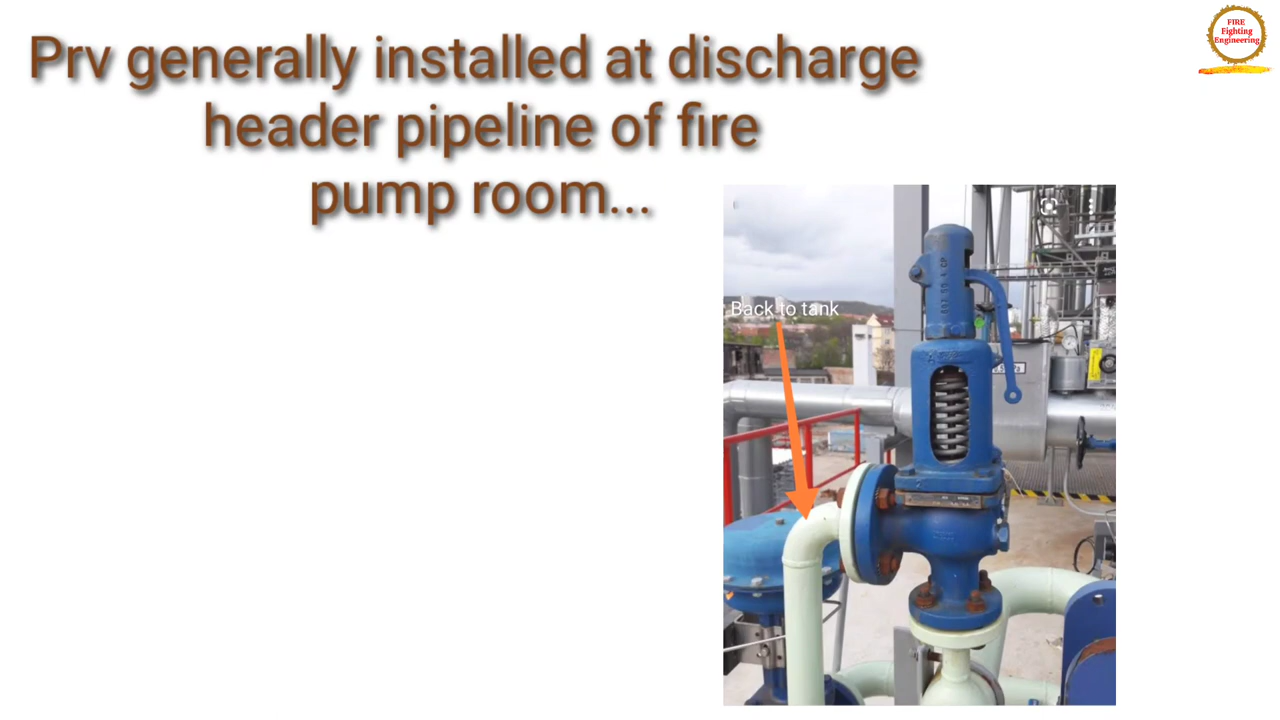 Prv generally installed at discharge
header pipeline of fire
pump room...
FIRE
Fighting
Engineering
Back to tank